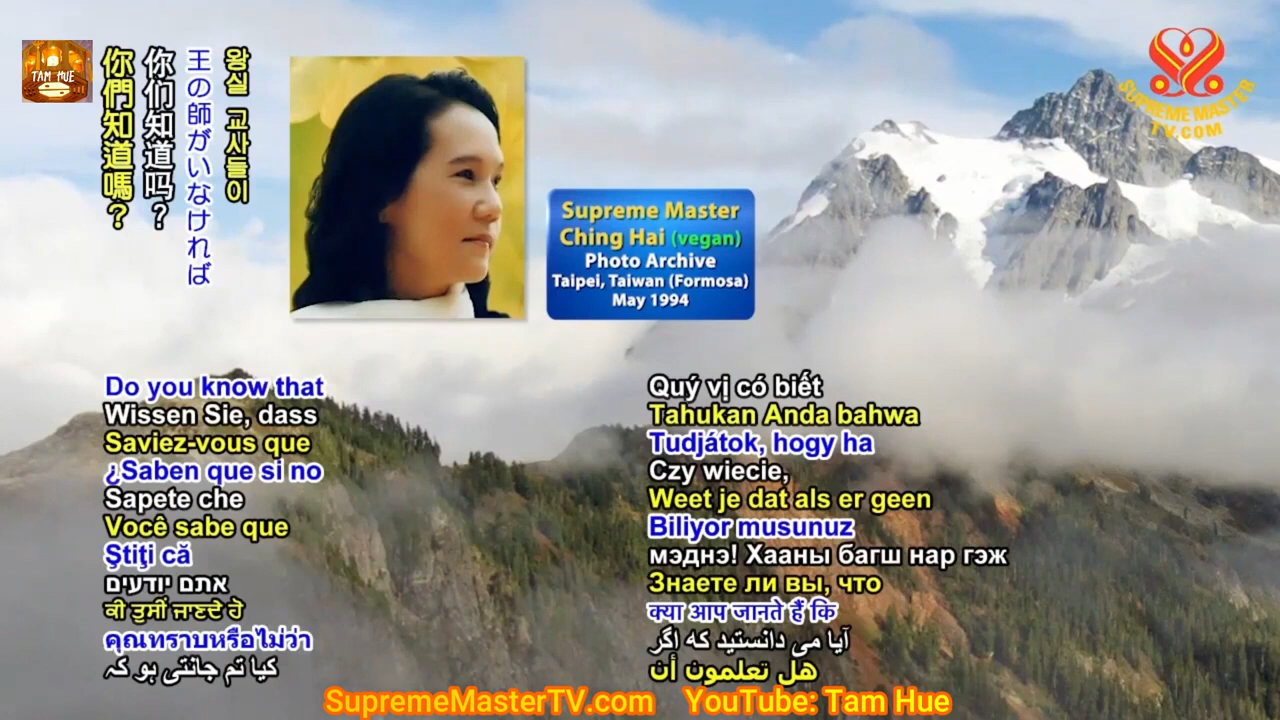 TAM HUE
你們知道嗎？
你们知道吗？
王の師がいなければ
왕실 교사들이
Supreme Master
Ching Hai (vegan)
Photo Archive
Taipei, Taiwan (Formosa)
May 1994
SUPREME MASTER
TV.COM
Do you know that
Wissen Sie, dass
Saviez-vous que
¿Saben que si no
Sapete che
Você sabe que
Ştiţi că
אתם יודעים
ਕੀ ਤੁਸੀਂ ਜਾਣਦੇ ਹੋ
คุณทราบหรือไม่ว่า
کیا تم جانتی ہو کہ
Quý vị có biết
Tahukan Anda bahwa
Tudjátok, hogy ha
Czy wiecie,
Weet je dat als er geen
Biliyor musunuz
мэднэ! Хааны багш нар гэж
Знаете ли вы, что
क्या आप जानते हैं कि
آیا می دانستید که اگر
هل تعلمون أن
SupremeMasterTV.com YouTube: Tam Hue